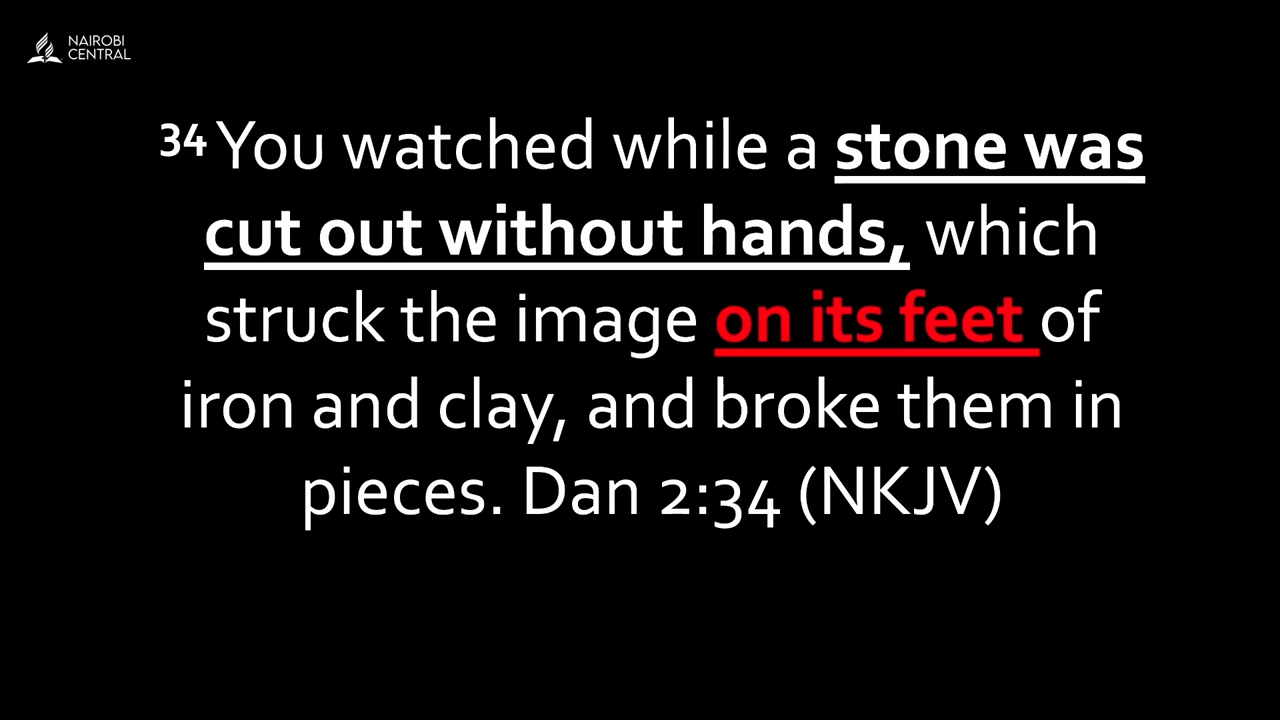 NAIROBI
CENTRAL
34 You watched while a stone was
cut out without hands, which
struck the image on its feet of
iron and clay, and broke them in
pieces. Dan 2:34 (NKJV)